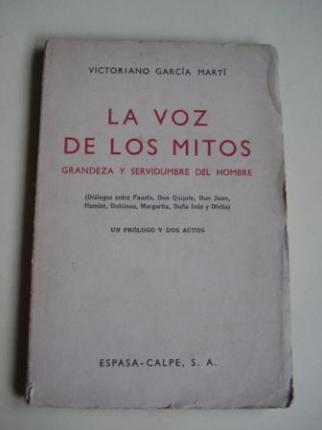 VICTORIANO GARCÍA MARTÍ
LA VOZ
DE LOS MITOS
GRANDEZA Y SERVIDUMBRE DEL HOMBRE
(Diálogos entre Fausto, Don Quijote, Don Juan,
Hamlet, Dulcinea, Margarita, Doña Inés y Ofelia)
UN PRÓLOGO Y DOS ACTOS
ESPASA-CALPE, S. A.